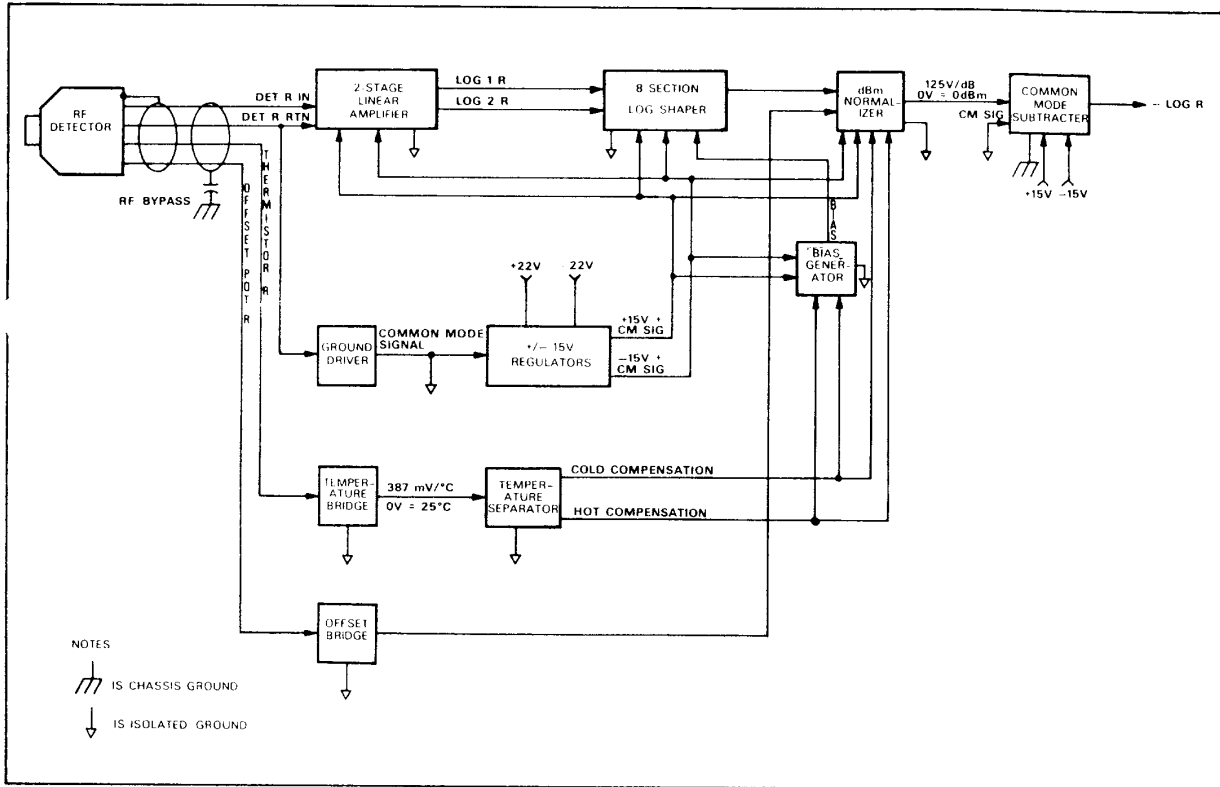 RF
DETECTOR
DET R IN
DET R RTN
RF BYPASS
THERMISTOR R
OFFSET POT R
2-STAGE
LINEAR
AMPLIFIER
LOG 1 R
LOG 2 R
8 SECTION
LOG SHAPER
dBm
NORMAL-
IZER
125V/dB
0V = 0dBm
CM SIG
COMMON
MODE
SUBTRACTER
- LOG R
+15V -15V
BIAS
BIAS
GENER-
ATOR
+22V 22V
GROUND
DRIVER
COMMON MODE
SIGNAL
+/- 15V
REGULATORS
+15V +
CM SIG
-15V +
CM SIG
TEMPER-
ATURE
BRIDGE
387 mV/°C
0V = 25°C
TEMPER-
ATURE
SEPARATOR
COLD COMPENSATION
HOT COMPENSATION
OFFSET
BRIDGE
NOTES
IS CHASSIS GROUND
IS ISOLATED GROUND